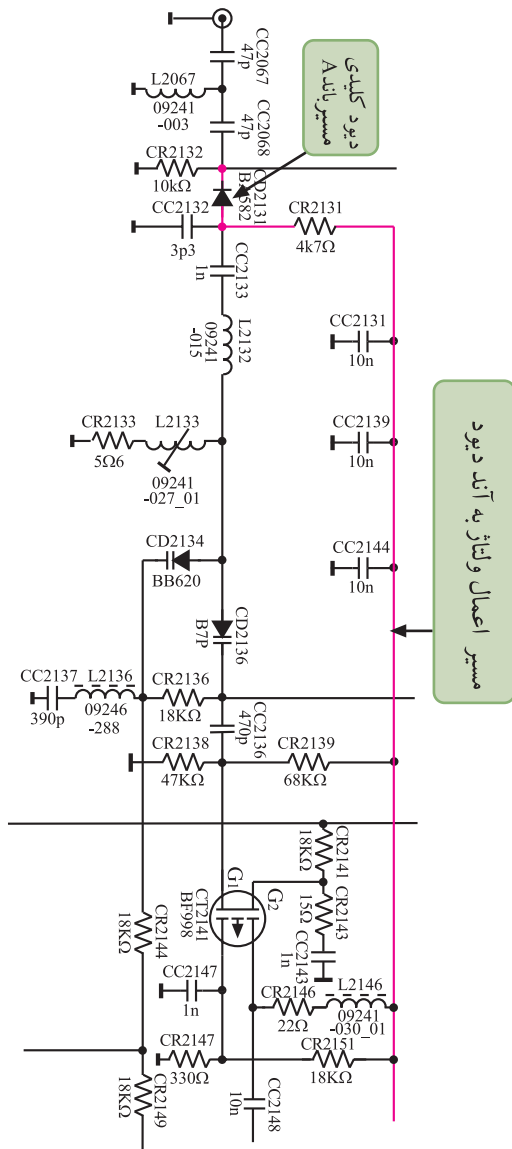 CC2067
47p
L2067
09241
-003
CC2068
47p
دیود کلیدی
مسیر باند A
CR2132
10kΩ
CD2131
CC2132
3p3
CR2131
4k7Ω
CC2133
1n
L2132
09241
-015
CC2131
10n
CR2133
5Ω6
L2133
09241
-027_01
CC2139
10n
مسیر اعمال ولتاژ به آند دیود
CD2134
BB620
CC2144
10n
CD2136
B7P
CC2137
390p
L2136
09246
-288
CR2136
18KΩ
CC2136
470p
CR2138
47KΩ
CR2139
68KΩ
CR2141
18KΩ
G1
G2
CT2141
BF998
CR2143
15Ω
CC2143
1n
CR2144
18KΩ
CC2147
1n
CR2146
22Ω
L2146
09241
-030_01
CR2147
330Ω
CR2151
18KΩ
CR2149
18KΩ
CC2148
10n